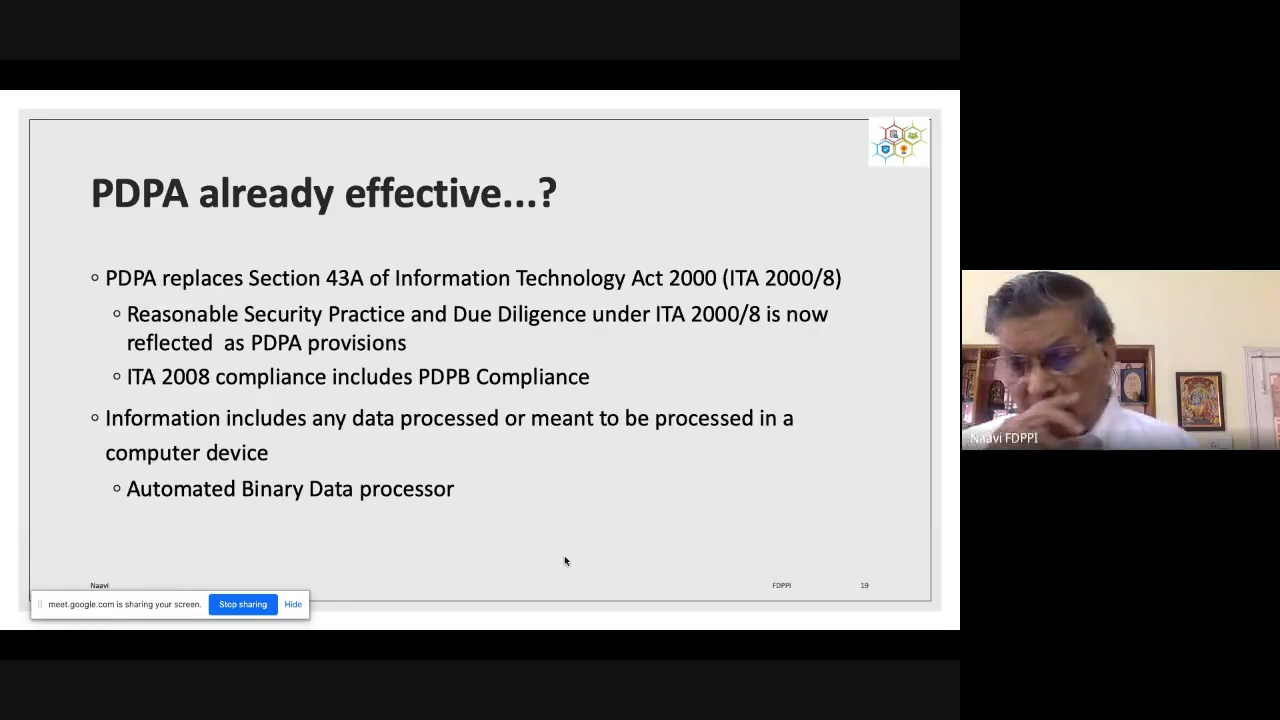 PDPA already effective...?
◦ PDPA replaces Section 43A of Information Technology Act 2000 (ITA 2000/8)
◦ Reasonable Security Practice and Due Diligence under ITA 2000/8 is now
reflected as PDPA provisions
◦ ITA 2008 compliance includes PDPB Compliance
◦ Information includes any data processed or meant to be processed in a
computer device
◦ Automated Binary Data processor
Naavi FDPPI 19
meet.google.com is sharing your screen. Stop sharing Hide
Naavi FDPPI